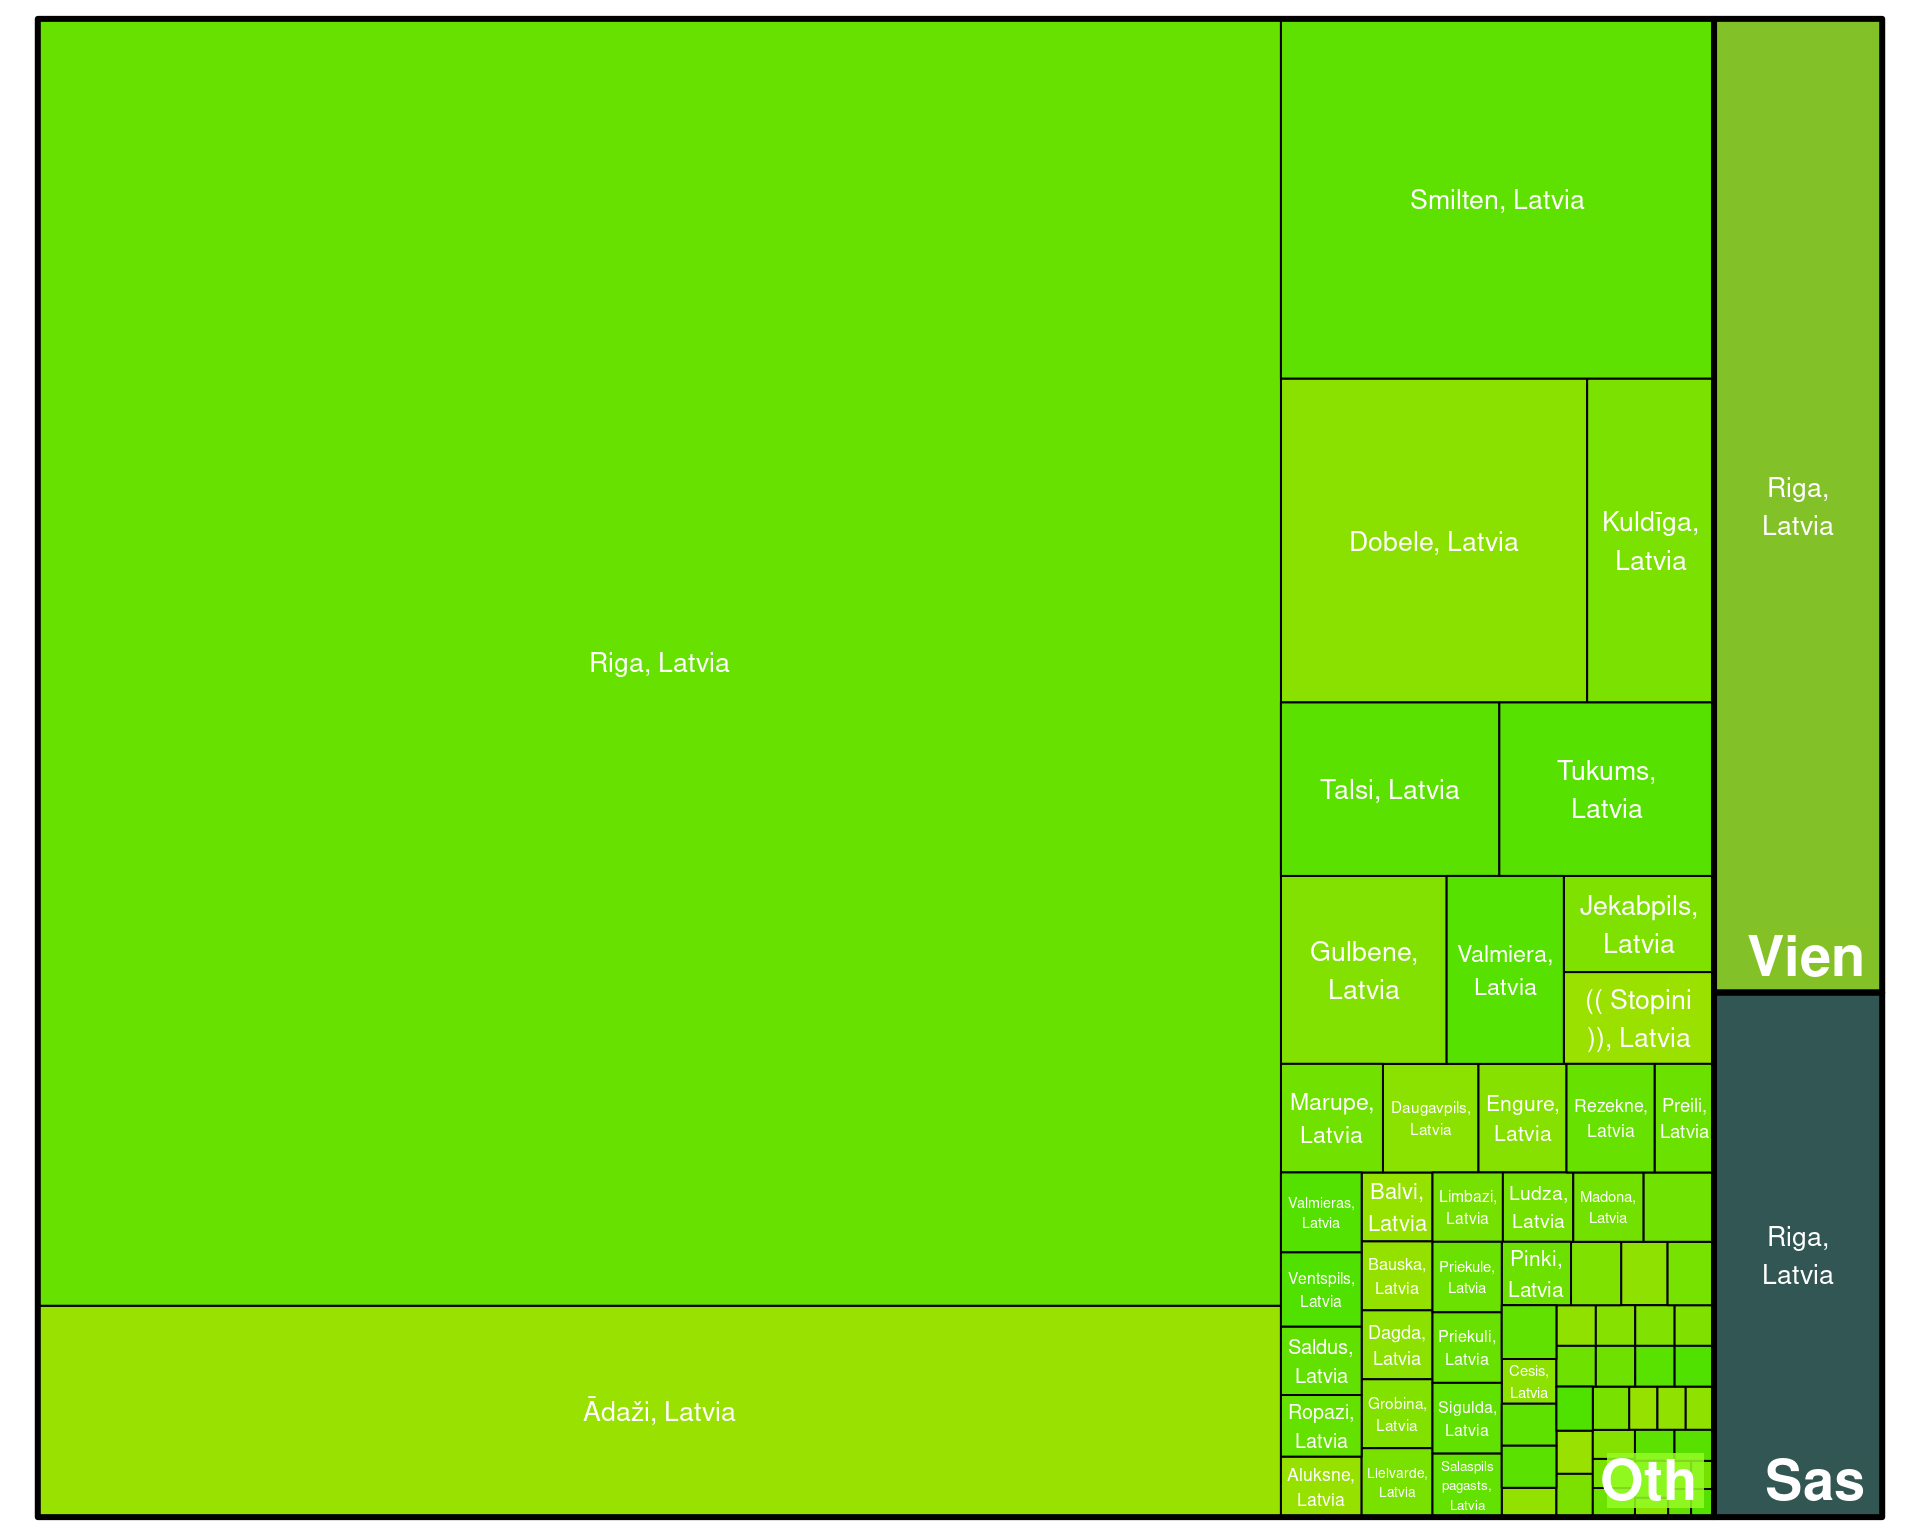 Riga, Latvia
Ādaži, Latvia
Smilten, Latvia
Dobele, Latvia
Kuldīga,
Latvia
Talsi, Latvia
Tukums,
Latvia
Gulbene,
Latvia
Valmiera,
Latvia
Jekabpils,
Latvia
(( Stopini
)), Latvia
Marupe,
Latvia
Daugavpils,
Latvia
Engure,
Latvia
Rezekne,
Latvia
Preili,
Latvia
Valmieras,
Latvia
Ventspils,
Latvia
Saldus,
Latvia
Ropazi,
Latvia
Aluksne,
Latvia
Balvi,
Latvia
Bauska,
Latvia
Dagda,
Latvia
Grobina,
Latvia
Lielvarde,
Latvia
Limbazi,
Latvia
Priekule,
Latvia
Priekuli,
Latvia
Sigulda,
Latvia
Salaspils
pagasts,
Latvia
Ludza,
Latvia
Madona,
Latvia
Pinki,
Latvia
Cesis,
Latvia
Oth
Riga,
Latvia
Vien
Riga,
Latvia
Sas